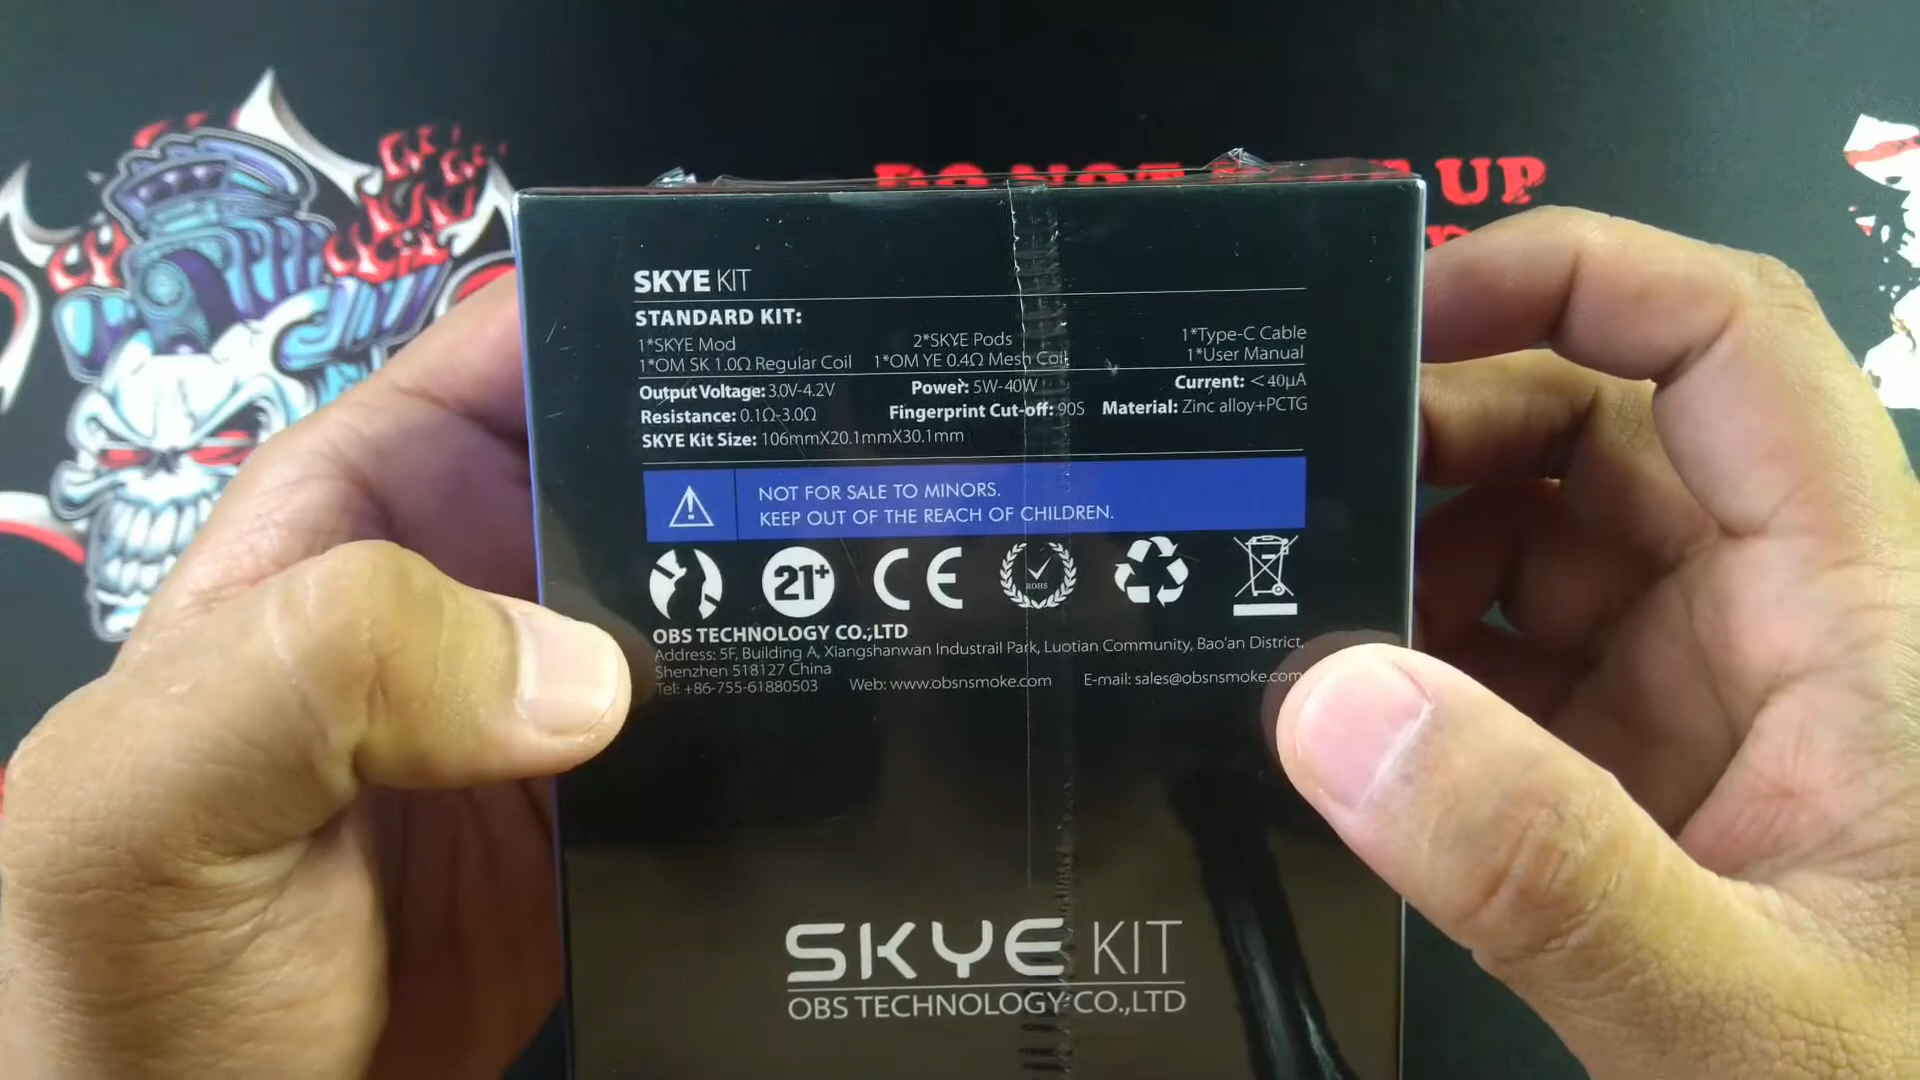 UP
SKYE KIT
STANDARD KIT:
1*SKYE Mod 2*SKYE Pods 1*Type-C Cable
1*OM SK 1.0Ω Regular Coil 1*OM YE 0.4Ω Mesh Coil 1*User Manual
Output Voltage: 3.0V-4.2V Power: 5W-40W Current: <40μA
Resistance: 0.1Ω-3.0Ω Fingerprint Cut-off: 90S Material: Zinc alloy+PCTG
SKYE Kit Size: 106mmX20.1mmX30.1mm
NOT FOR SALE TO MINORS.
KEEP OUT OF THE REACH OF CHILDREN.
21+ CE ROHS
OBS TECHNOLOGY CO.,LTD
Address: 5F, Building A, Xiangshanwan Industrail Park, Luotian Community, Bao'an District,
Shenzhen 518127 China
Tel: +86-755-61880503 Web: www.obsnsmoke.com E-mail: sales@obsnsmoke.com
SKYE KIT
OBS TECHNOLOGY CO.,LTD